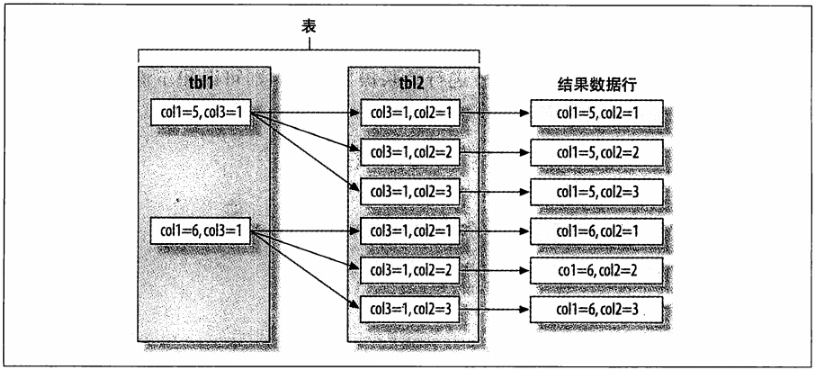 表
tbl1
tbl2
结果数据行
col1=5, col3=1
col3=1, col2=1
col1=5, col2=1
col3=1, col2=2
col1=5, col2=2
col3=1, col2=3
col1=5, col2=3
col1=6, col3=1
col3=1, col2=1
col1=6, col2=1
col3=1, col2=2
co1=6, col2=2
col3=1, col2=3
col1=6, col2=3